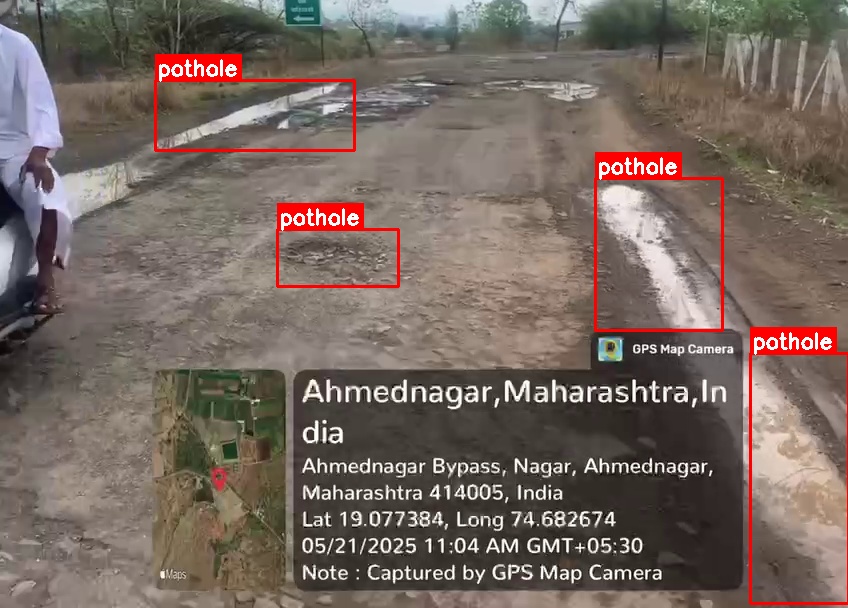 pothole
pothole
pothole
pothole
GPS Map Camera
Ahmednagar,Maharashtra,In
dia
Ahmednagar Bypass, Nagar, Ahmednagar,
Maharashtra 414005, India
Lat 19.077384, Long 74.682674
05/21/2025 11:04 AM GMT+05:30
Note : Captured by GPS Map Camera
Maps